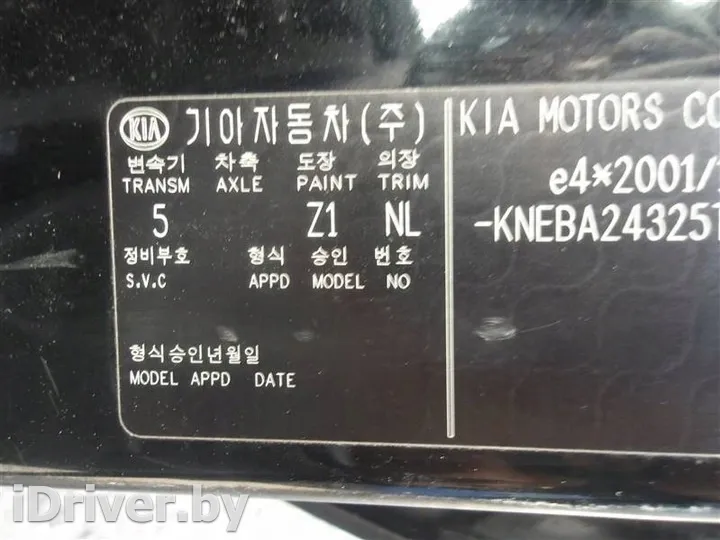 KIA 기아자동차(주)
변속기 차축 도장 의장
TRANSM AXLE PAINT TRIM
5 Z1 NL
정비부호 형식 승인 번호
S.V.C APPD MODEL NO
형식승인년월일
MODEL APPD DATE
KIA MOTORS CO
e4*2001/
-KNEBA243251
iDriver.by